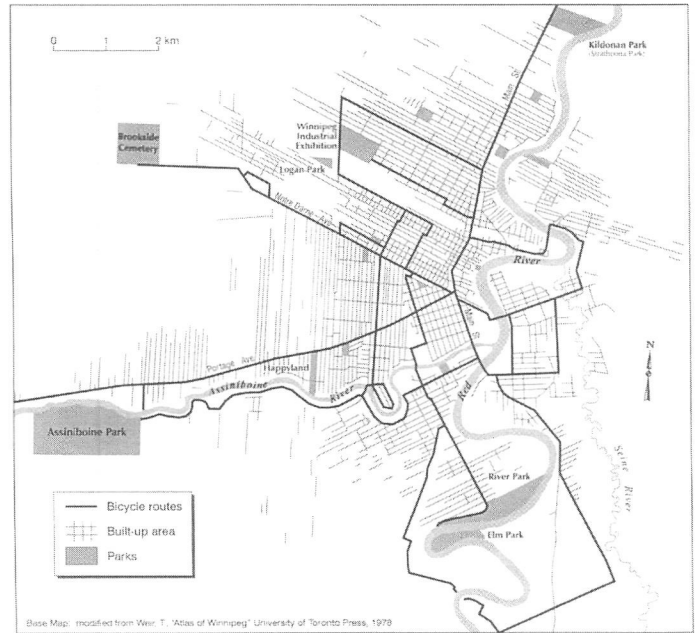 0 1 2 km
Kildonan Park
(Strathcona Park)
Main St.
Brookside
Cemetery
Winnipeg
Industrial
Exhibition
Logan Park
Notre Dame Ave.
River
Main St.
Portage Ave.
Happyland
Assiniboine
River
Red
N
Assiniboine Park
Seine River
River Park
Elm Park
Bicycle routes
Built-up area
Parks
Base Map: modified from Weir, T. "Atlas of Winnipeg" University of Toronto Press, 1978